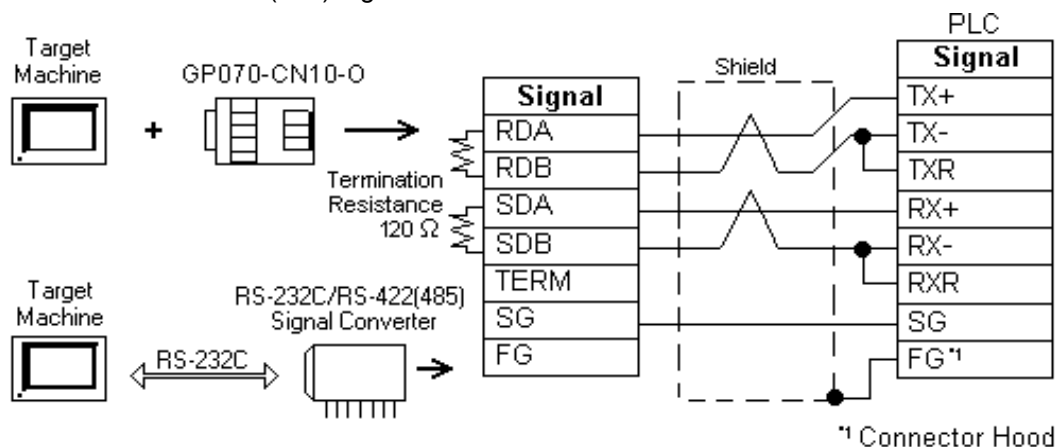 PLC
Target
Machine
GP070-CN10-O
+
Termination
Resistance
120 Ω
Target
Machine
RS-232C
RS-232C/RS-422(485)
Signal Converter
Signal
RDA
RDB
SDA
SDB
TERM
SG
FG
Shield
Signal
TX+
TX-
TXR
RX+
RX-
RXR
SG
FG*1
*1 Connector Hood